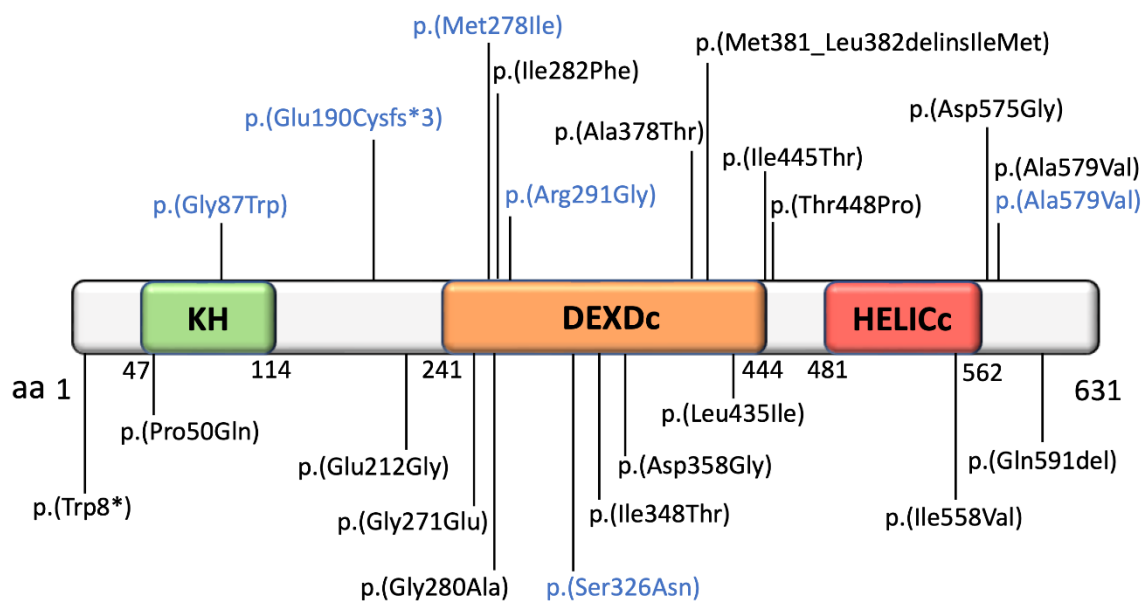 p.(Met278Ile)
p.(Met381_Leu382delinsIleMet)
p.(Ile282Phe)
p.(Glu190Cysfs*3)
p.(Asp575Gly)
p.(Ala378Thr)
p.(Ile445Thr)
p.(Ala579Val)
p.(Gly87Trp)
p.(Arg291Gly)
p.(Thr448Pro)
p.(Ala579Val)
KH
DEXDc
HELICc
aa 1
47
114
241
444
481
562
631
p.(Pro50Gln)
p.(Leu435Ile)
p.(Glu212Gly)
p.(Asp358Gly)
p.(Gln591del)
p.(Trp8*)
p.(Gly271Glu)
p.(Ile348Thr)
p.(Ile558Val)
p.(Gly280Ala)
p.(Ser326Asn)